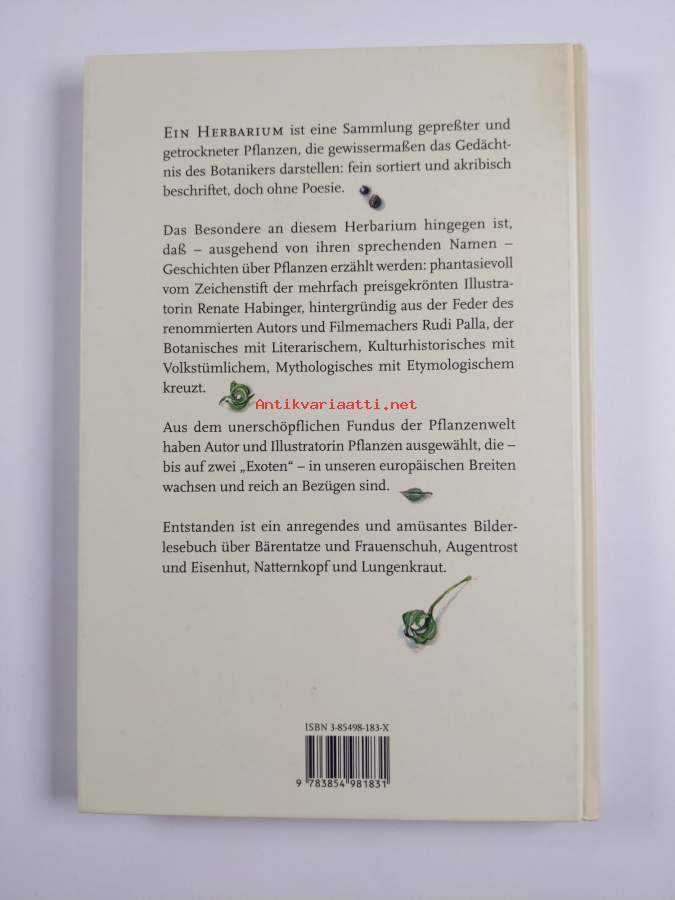 EIN HERBARIUM ist eine Sammlung gepreßter und
getrockneter Pflanzen, die gewissermaßen das Gedächt-
nis des Botanikers darstellen: fein sortiert und akribisch
beschriftet, doch ohne Poesie.
Das Besondere an diesem Herbarium hingegen ist,
daß – ausgehend von ihren sprechenden Namen –
Geschichten über Pflanzen erzählt werden: phantasievoll
vom Zeichenstift der mehrfach preisgekrönten Illustra-
torin Renate Habinger, hintergründig aus der Feder des
renommierten Autors und Filmemachers Rudi Palla, der
Botanisches mit Literarischem, Kulturhistorisches mit
Volkstümlichem, Mythologisches mit Etymologischem
kreuzt.
Antikvariaatti.net
Aus dem unerschöpflichen Fundus der Pflanzenwelt
haben Autor und Illustratorin Pflanzen ausgewählt, die –
bis auf zwei „Exoten“ – in unseren europäischen Breiten
wachsen und reich an Bezügen sind.
Entstanden ist ein anregendes und amüsantes Bilder-
lesebuch über Bärentatze und Frauenschuh, Augentrost
und Eisenhut, Natternkopf und Lungenkraut.
ISBN 3-85498-183-X
9 783854 981831